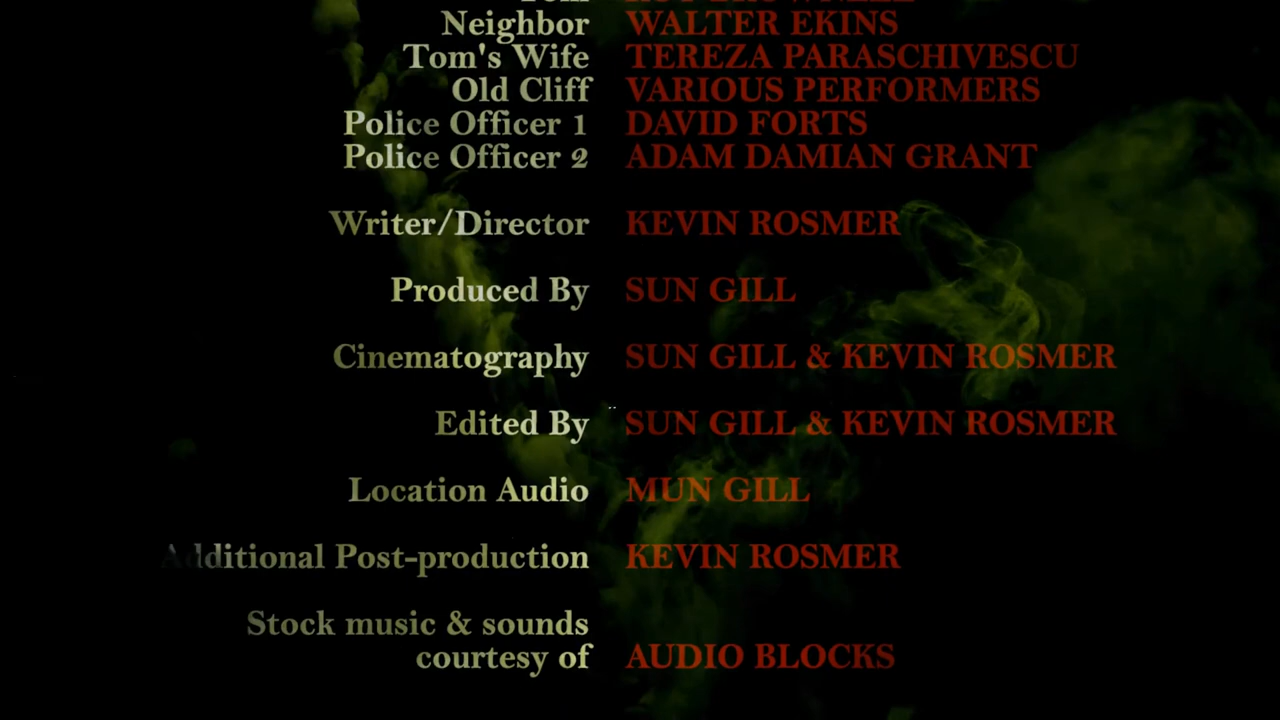 Neighbor WALTER EKINS
Tom's Wife TEREZA PARASCHIVESCU
Old Cliff VARIOUS PERFORMERS
Police Officer 1 DAVID FORTS
Police Officer 2 ADAM DAMIAN GRANT
Writer/Director KEVIN ROSMER
Produced By SUN GILL
Cinematography SUN GILL & KEVIN ROSMER
Edited By SUN GILL & KEVIN ROSMER
Location Audio MUN GILL
Additional Post-production KEVIN ROSMER
Stock music & sounds
courtesy of AUDIO BLOCKS